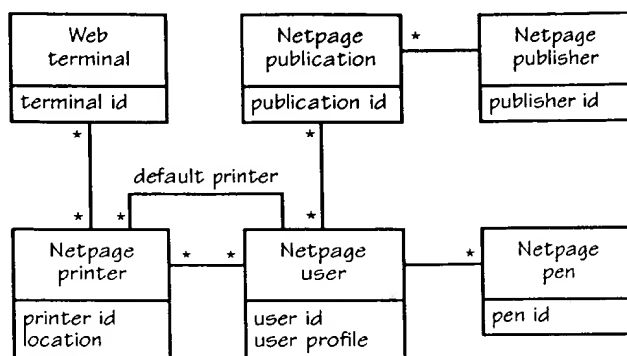 Web
terminal
terminal id
Netpage
publication
publication id
*
Netpage
publisher
publisher id
*
*
default printer
*
*
*
Netpage
printer
printer id
location
*
*
Netpage
user
user id
user profile
*
Netpage
pen
pen id